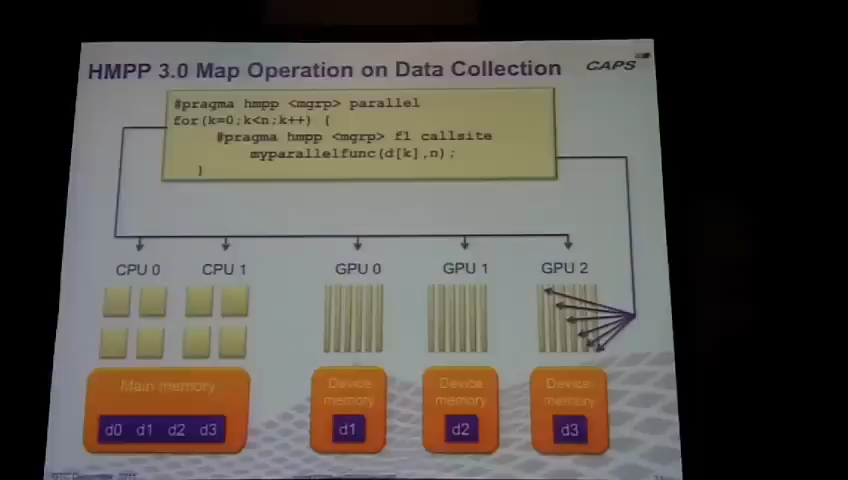 HMPP 3.0 Map Operation on Data Collection
CAPS
#pragma hmpp <mgrp> parallel
for(k=0;k<n;k++) {
#pragma hmpp <mgrp> f1 callsite
myparallelfunc(d[k],n);
}
CPU 0 CPU 1 GPU 0 GPU 1 GPU 2
Main memory
Device memory
Device memory
Device memory
d0 d1 d2 d3
d1
d2
d3